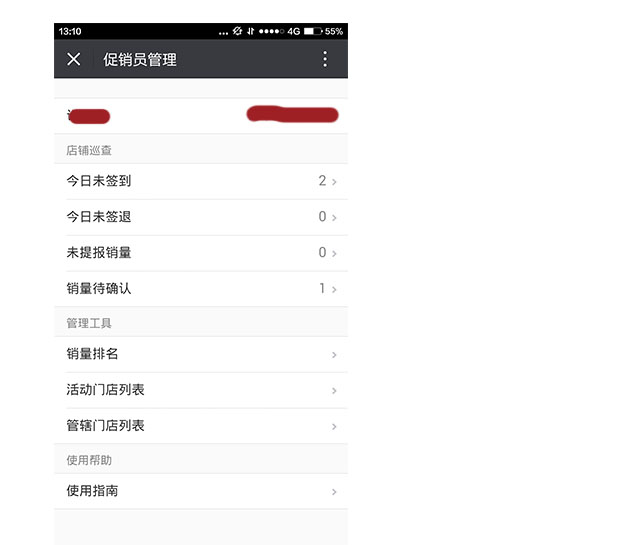 13:10 ... 4G 55%
促销员管理
店铺巡查
今日未签到 2
今日未签退 0
未提报销量 0
销量待确认 1
管理工具
销量排名
活动门店列表
管辖门店列表
使用帮助
使用指南